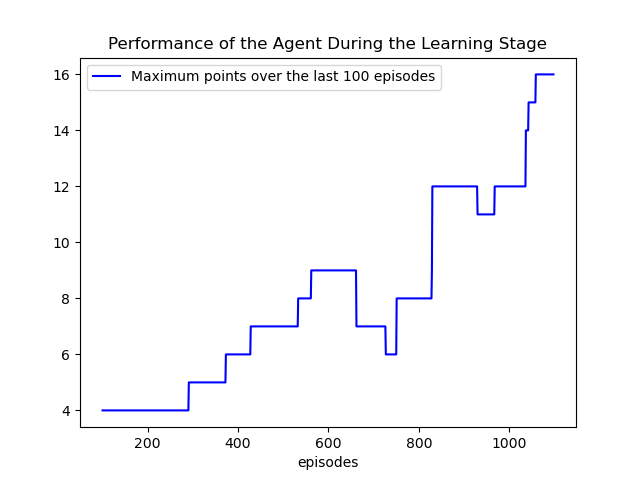 Performance of the Agent During the Learning Stage
Maximum points over the last 100 episodes
16
14
12
10
8
6
4
200 400 600 800 1000
episodes